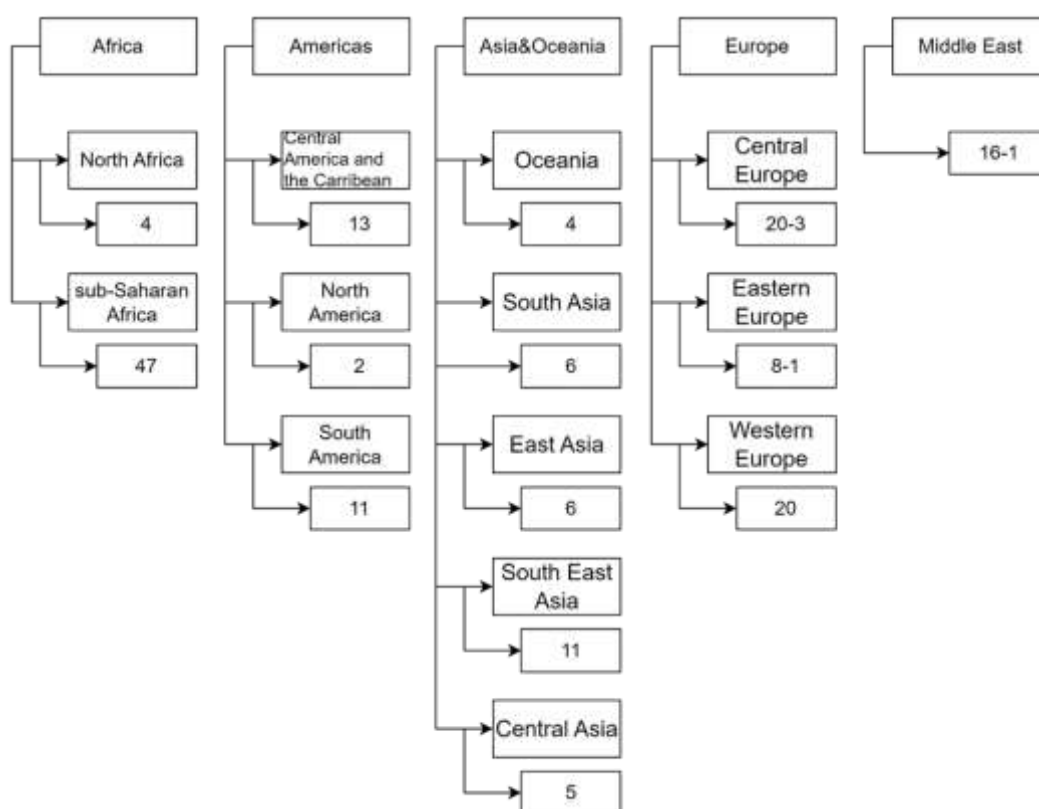 Africa
North Africa
4
sub-Saharan
Africa
47
Americas
Central
America and
the Carribean
13
North
America
2
South
America
11
Asia&Oceania
Oceania
4
South Asia
6
East Asia
6
South East
Asia
11
Central Asia
5
Europe
Central
Europe
20-3
Eastern
Europe
8-1
Western
Europe
20
Middle East
16-1